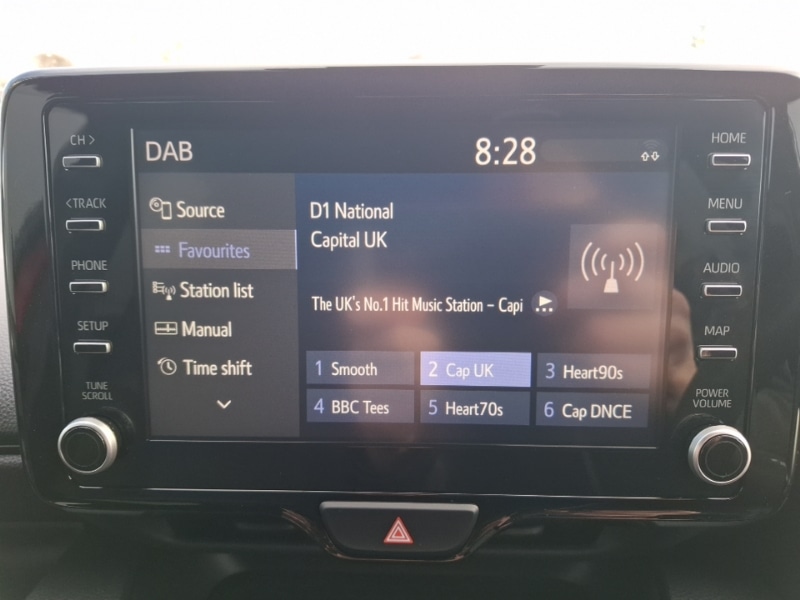 CH >
<TRACK
PHONE
SETUP
TUNE
SCROLL
DAB
8:28
Source
Favourites
Station list
Manual
Time shift
D1 National
Capital UK
The UK's No.1 Hit Music Station – Capi
1 Smooth
2 Cap UK
3 Heart90s
4 BBC Tees
5 Heart70s
6 Cap DNCE
HOME
MENU
AUDIO
MAP
POWER
VOLUME